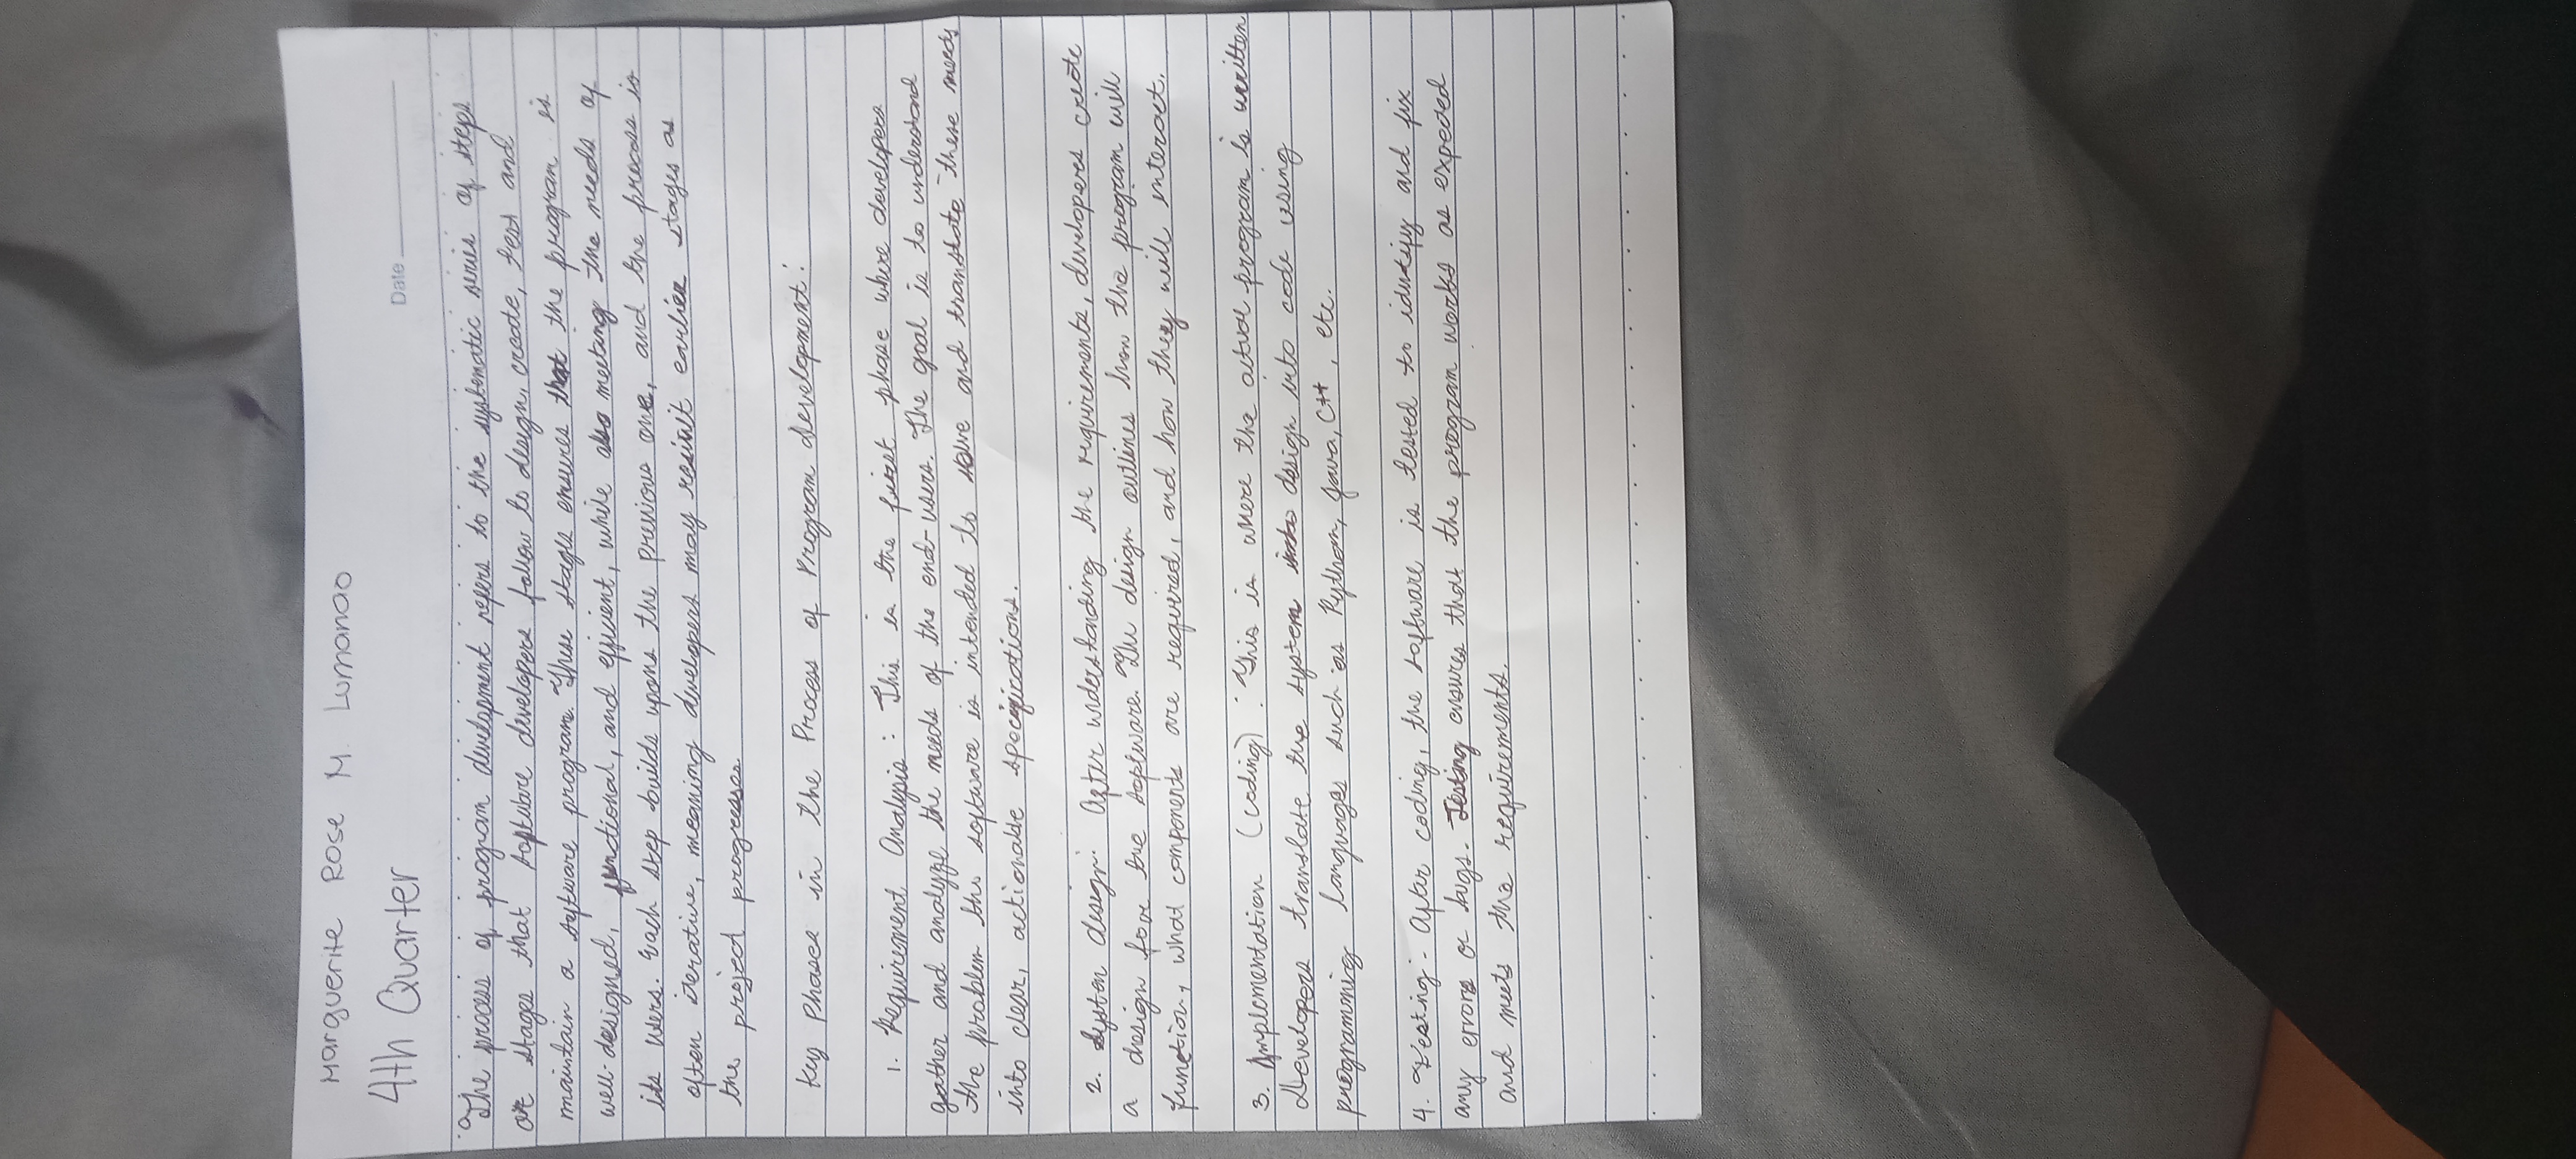 Marguerite Rose M. Lumanao
4th Quarter
Date
The process of program development refers to the systematic series of steps
or stages that software developers follow to design, create, test and
maintain a software program. These stages ensures that the program is
well-designed, functional, and efficient, while also meeting the needs of
its users. Each step builds upons the previous one, and the process is
often iterative, meaning developers may revisit earlier stages as
the project progresses.
Key Phases in the Process of Program development:
1. Requirement Analysis: This is the first phase where developers
gather and analyze the needs of the end-users. The goal is to understand
the problem the software is intended to solve and translate these needs
into clear, actionable specifications.
2. System design: After understanding the requirements, developers create
a design for the software. The design outlines how the program will
function, what components are required, and how they will interact.
3. Implementation (coding): This is where the actual program is written
Developers translate the system into design into code using
programming languages such as Python, Java, C++, etc.
4. Testing - After coding, the software is tested to identify and fix
any errors or bugs. Testing ensures that the program works as expected
and meets the requirements.